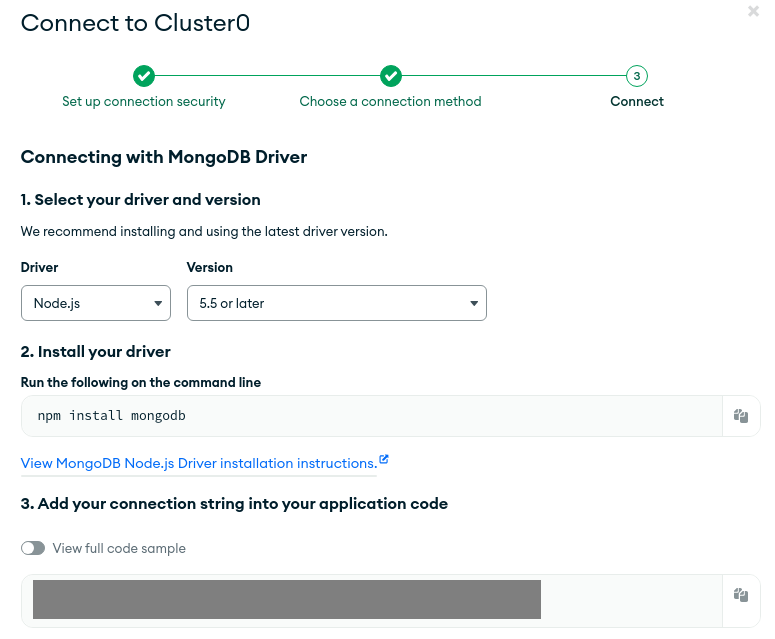 Connect to Cluster0
3
Set up connection security
Choose a connection method
Connect
Connecting with MongoDB Driver
1. Select your driver and version
We recommend installing and using the latest driver version.
Driver
Version
Node.js
5.5 or later
2. Install your driver
Run the following on the command line
npm install mongodb
View MongoDB Node.js Driver installation instructions.
3. Add your connection string into your application code
View full code sample